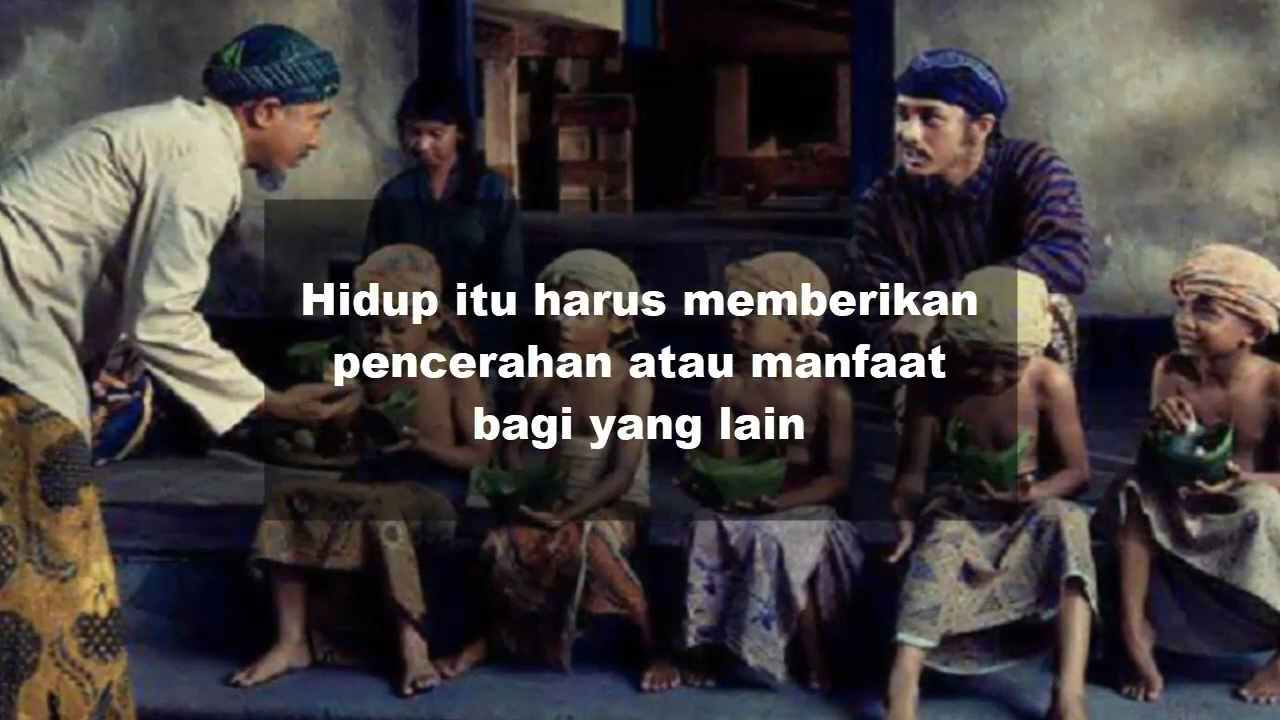 Hidup itu harus memberikan
pencerahan atau manfaat
bagi yang lain